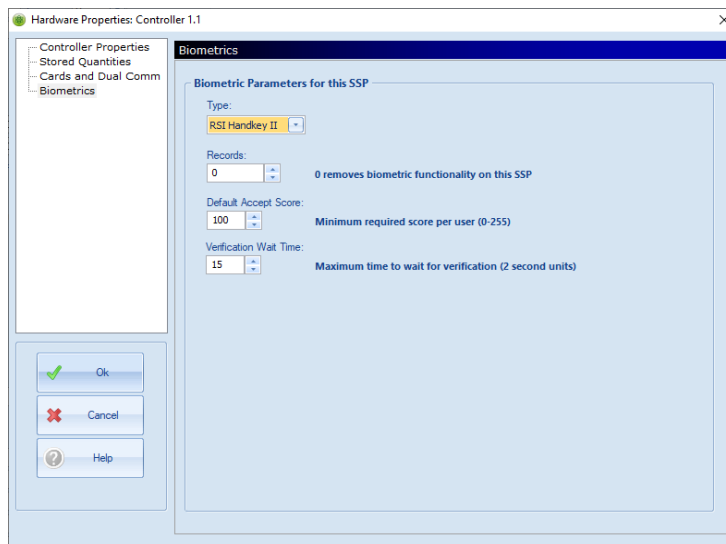 Hardware Properties: Controller 1.1
Controller Properties
Stored Quantities
Cards and Dual Comm
Biometrics
Biometrics
Biometric Parameters for this SSP
Type:
RSI Handkey II
Records:
0 0 removes biometric functionality on this SSP
Default Accept Score:
100 Minimum required score per user (0-255)
Verification Wait Time:
15 Maximum time to wait for verification (2 second units)
Ok
Cancel
Help